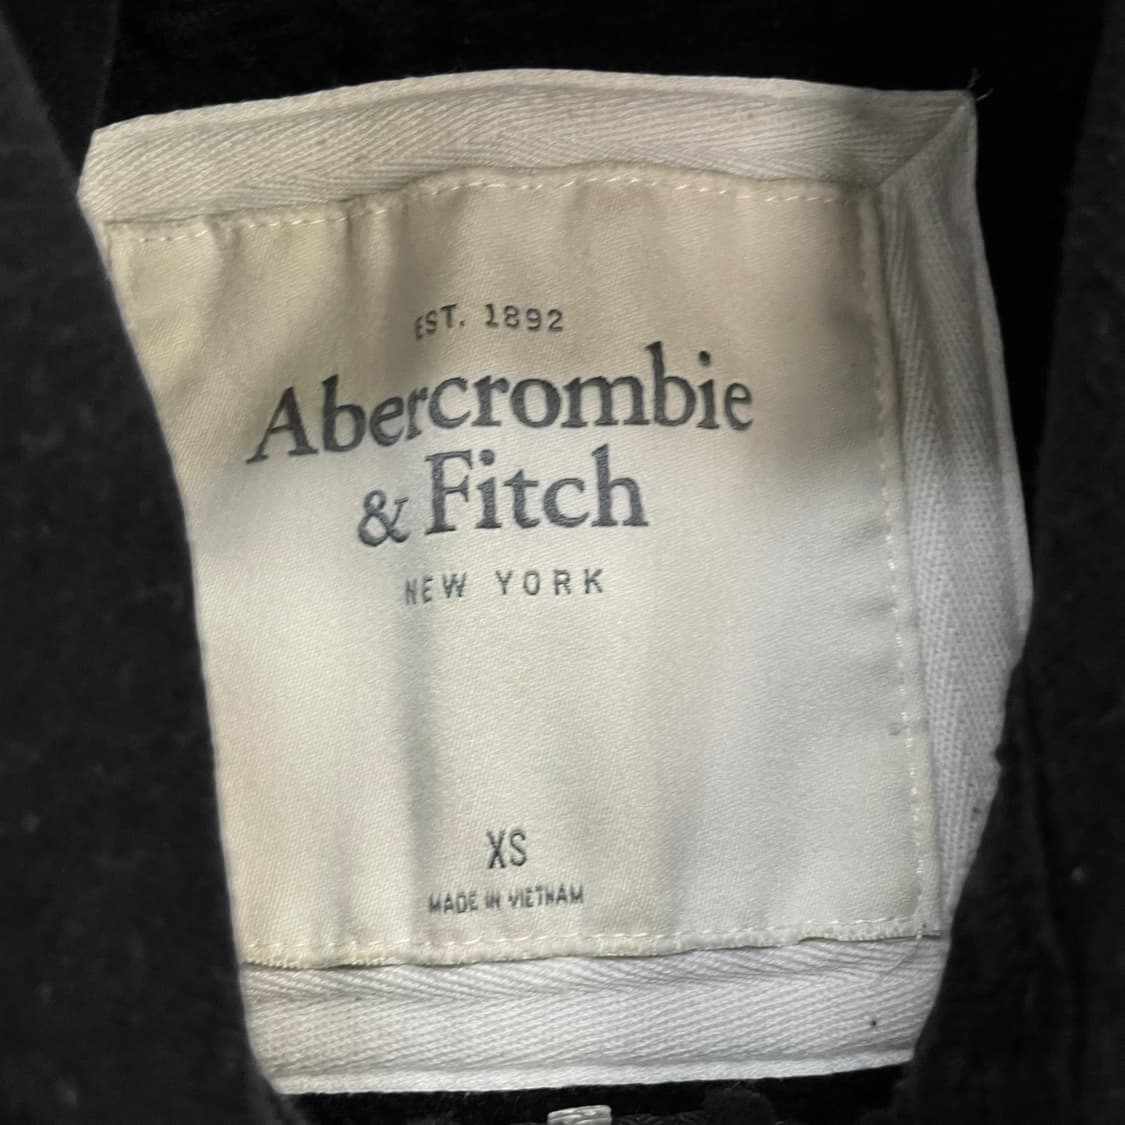 EST. 1892
Abercrombie
& Fitch
NEW YORK
XS
MADE IN VIETNAM